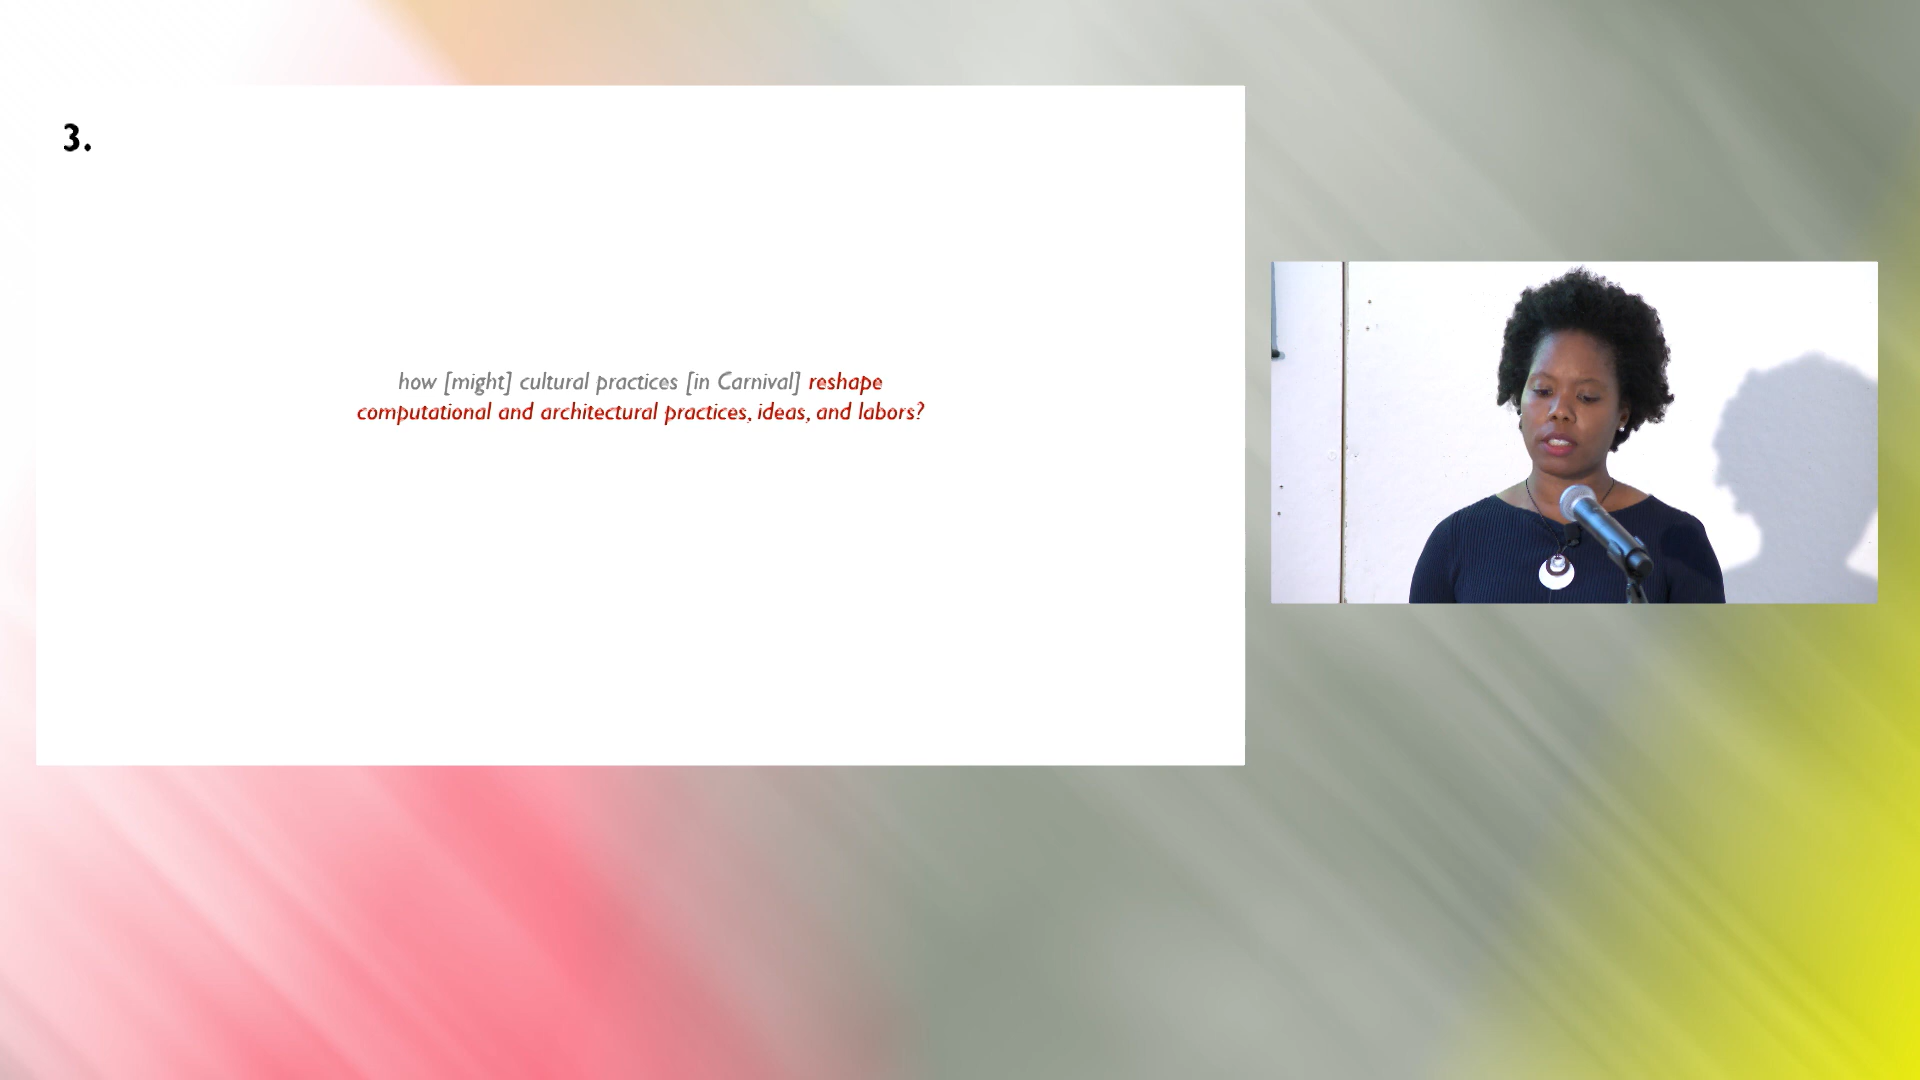 3.
how [might] cultural practices [in Carnival] reshape
computational and architectural practices, ideas, and labors?